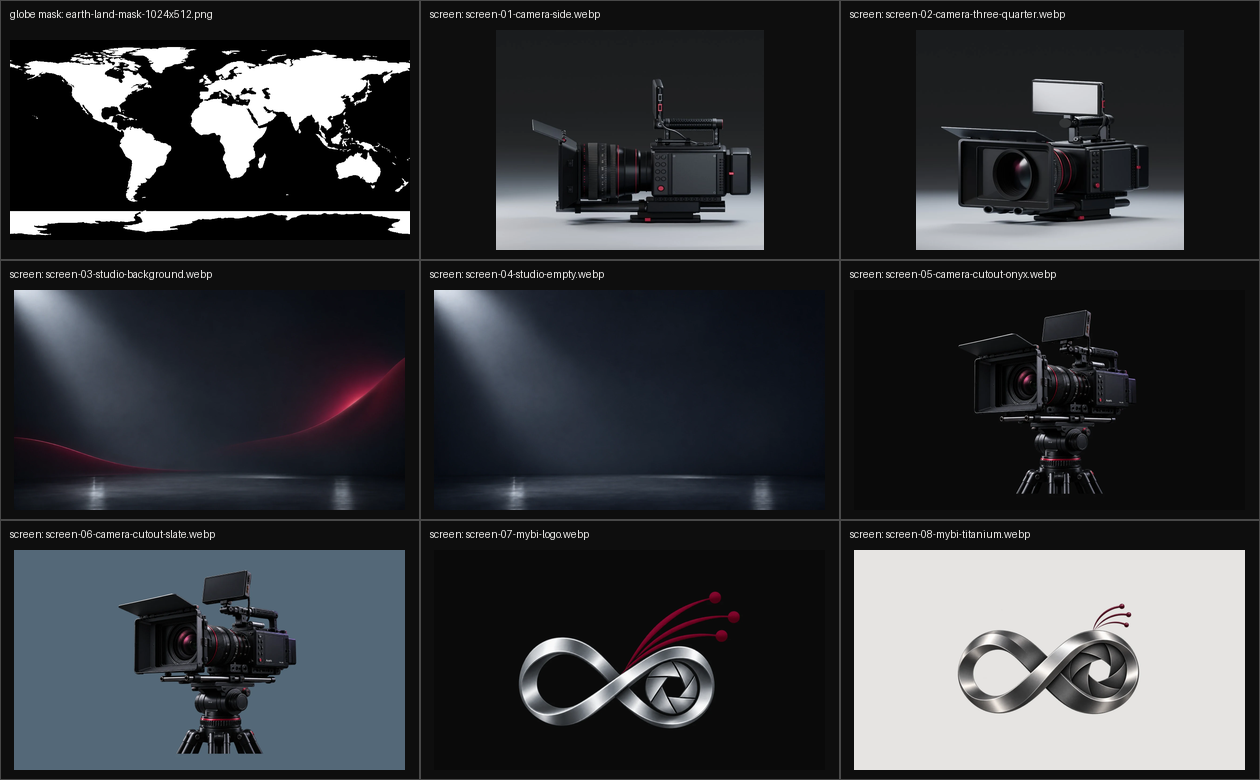 globe mask: earth-land-mask-1024x512.png
screen: screen-01-camera-side.webp
screen: screen-02-camera-three-quarter.webp
screen: screen-03-studio-background.webp
screen: screen-04-studio-empty.webp
screen: screen-05-camera-cutout-onyx.webp
screen: screen-06-camera-cutout-slate.webp
screen: screen-07-mybi-logo.webp
screen: screen-08-mybi-titanium.webp